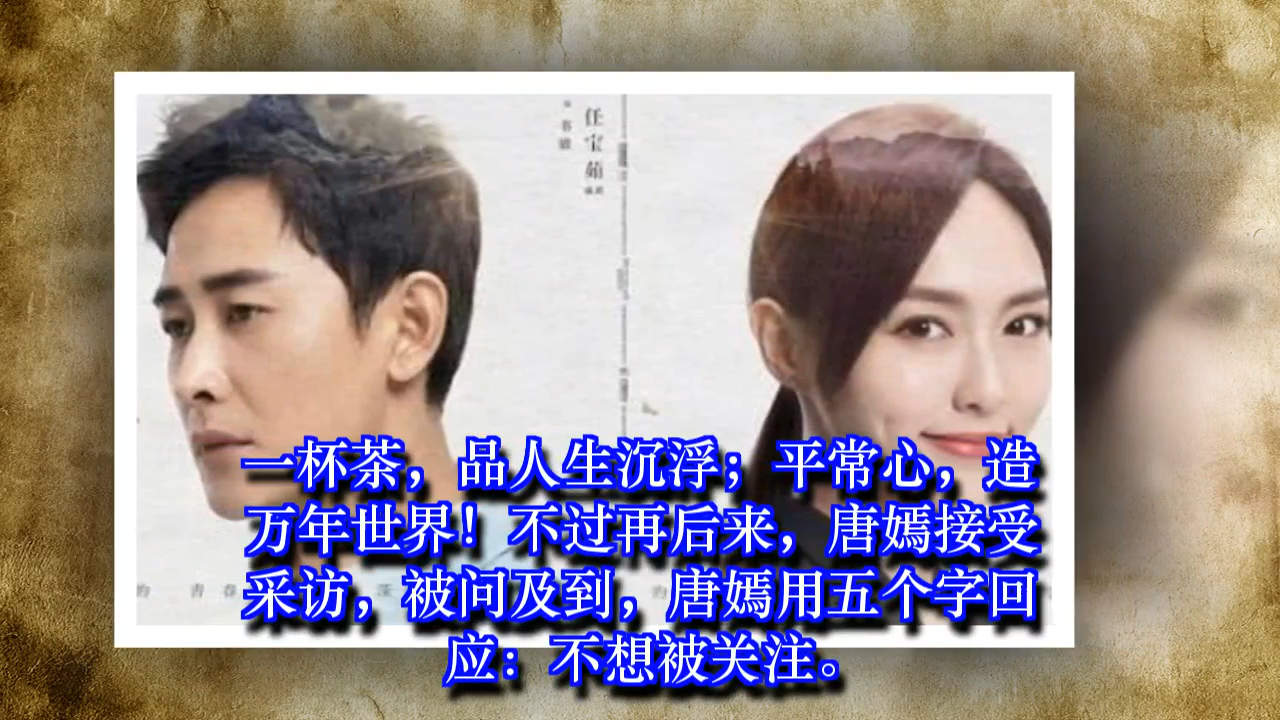 任宝茹
一杯茶，品人生沉浮；平常心，造
万年世界！不过再后来，唐嫣接受
采访，被问及到，唐嫣用五个字回
应：不想被关注。